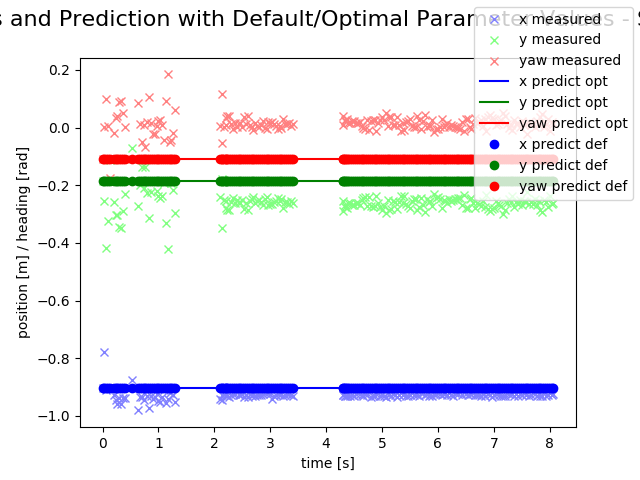 s and Prediction with Default/Optimal Parameter Values - S
x measured
y measured
yaw measured
x predict opt
y predict opt
yaw predict opt
x predict def
y predict def
yaw predict def
position [m] / heading [rad]
0.2
0.0
−0.2
−0.4
−0.6
−0.8
−1.0
0 1 2 3 4 5 6 7 8
time [s]